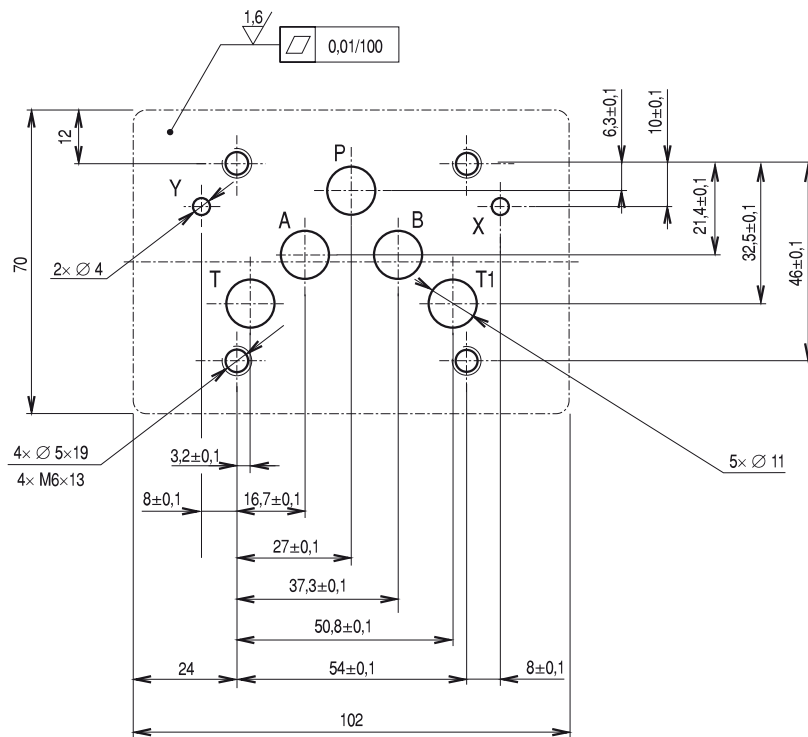 1,6
0,01/100
12
6,3±0,1
10±0,1
P
Y
X
A
B
21,4±0,1
32,5±0,1
46±0,1
70
2× ∅ 4
T
T1
4× ∅ 5×19
4× M6×13
3,2±0,1
5× ∅ 11
8±0,1
16,7±0,1
27±0,1
37,3±0,1
50,8±0,1
24
54±0,1
8±0,1
102